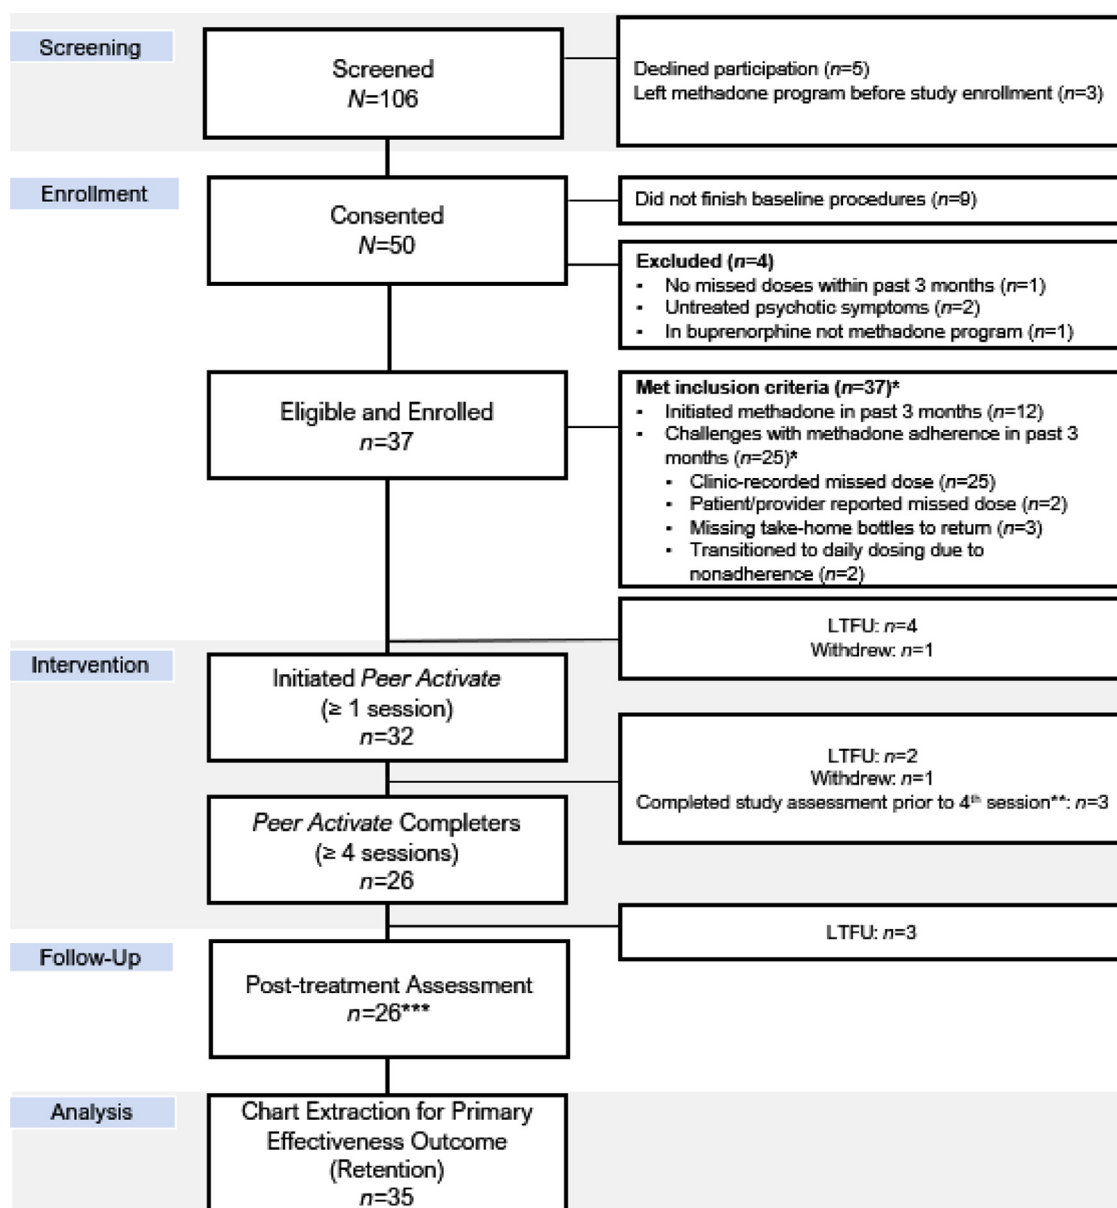 Screening
Screened
N=106
Declined participation (n=5)
Left methadone program before study enrollment (n=3)
Enrollment
Consented
N=50
Did not finish baseline procedures (n=9)
Excluded (n=4)
▪ No missed doses within past 3 months (n=1)
▪ Untreated psychotic symptoms (n=2)
▪ In buprenorphine not methadone program (n=1)
Eligible and Enrolled
n=37
Met inclusion criteria (n=37)*
▪ Initiated methadone in past 3 months (n=12)
▪ Challenges with methadone adherence in past 3
months (n=25)*
▪ Clinic-recorded missed dose (n=25)
▪ Patient/provider reported missed dose (n=2)
▪ Missing take-home bottles to return (n=3)
▪ Transitioned to daily dosing due to
nonadherence (n=2)
LTFU: n=4
Withdrew: n=1
Intervention
Initiated Peer Activate
(≥ 1 session)
n=32
LTFU: n=2
Withdrew: n=1
Completed study assessment prior to 4th session**: n=3
Peer Activate Completers
(≥ 4 sessions)
n=26
LTFU: n=3
Follow-Up
Post-treatment Assessment
n=26***
Analysis
Chart Extraction for Primary
Effectiveness Outcome
(Retention)
n=35